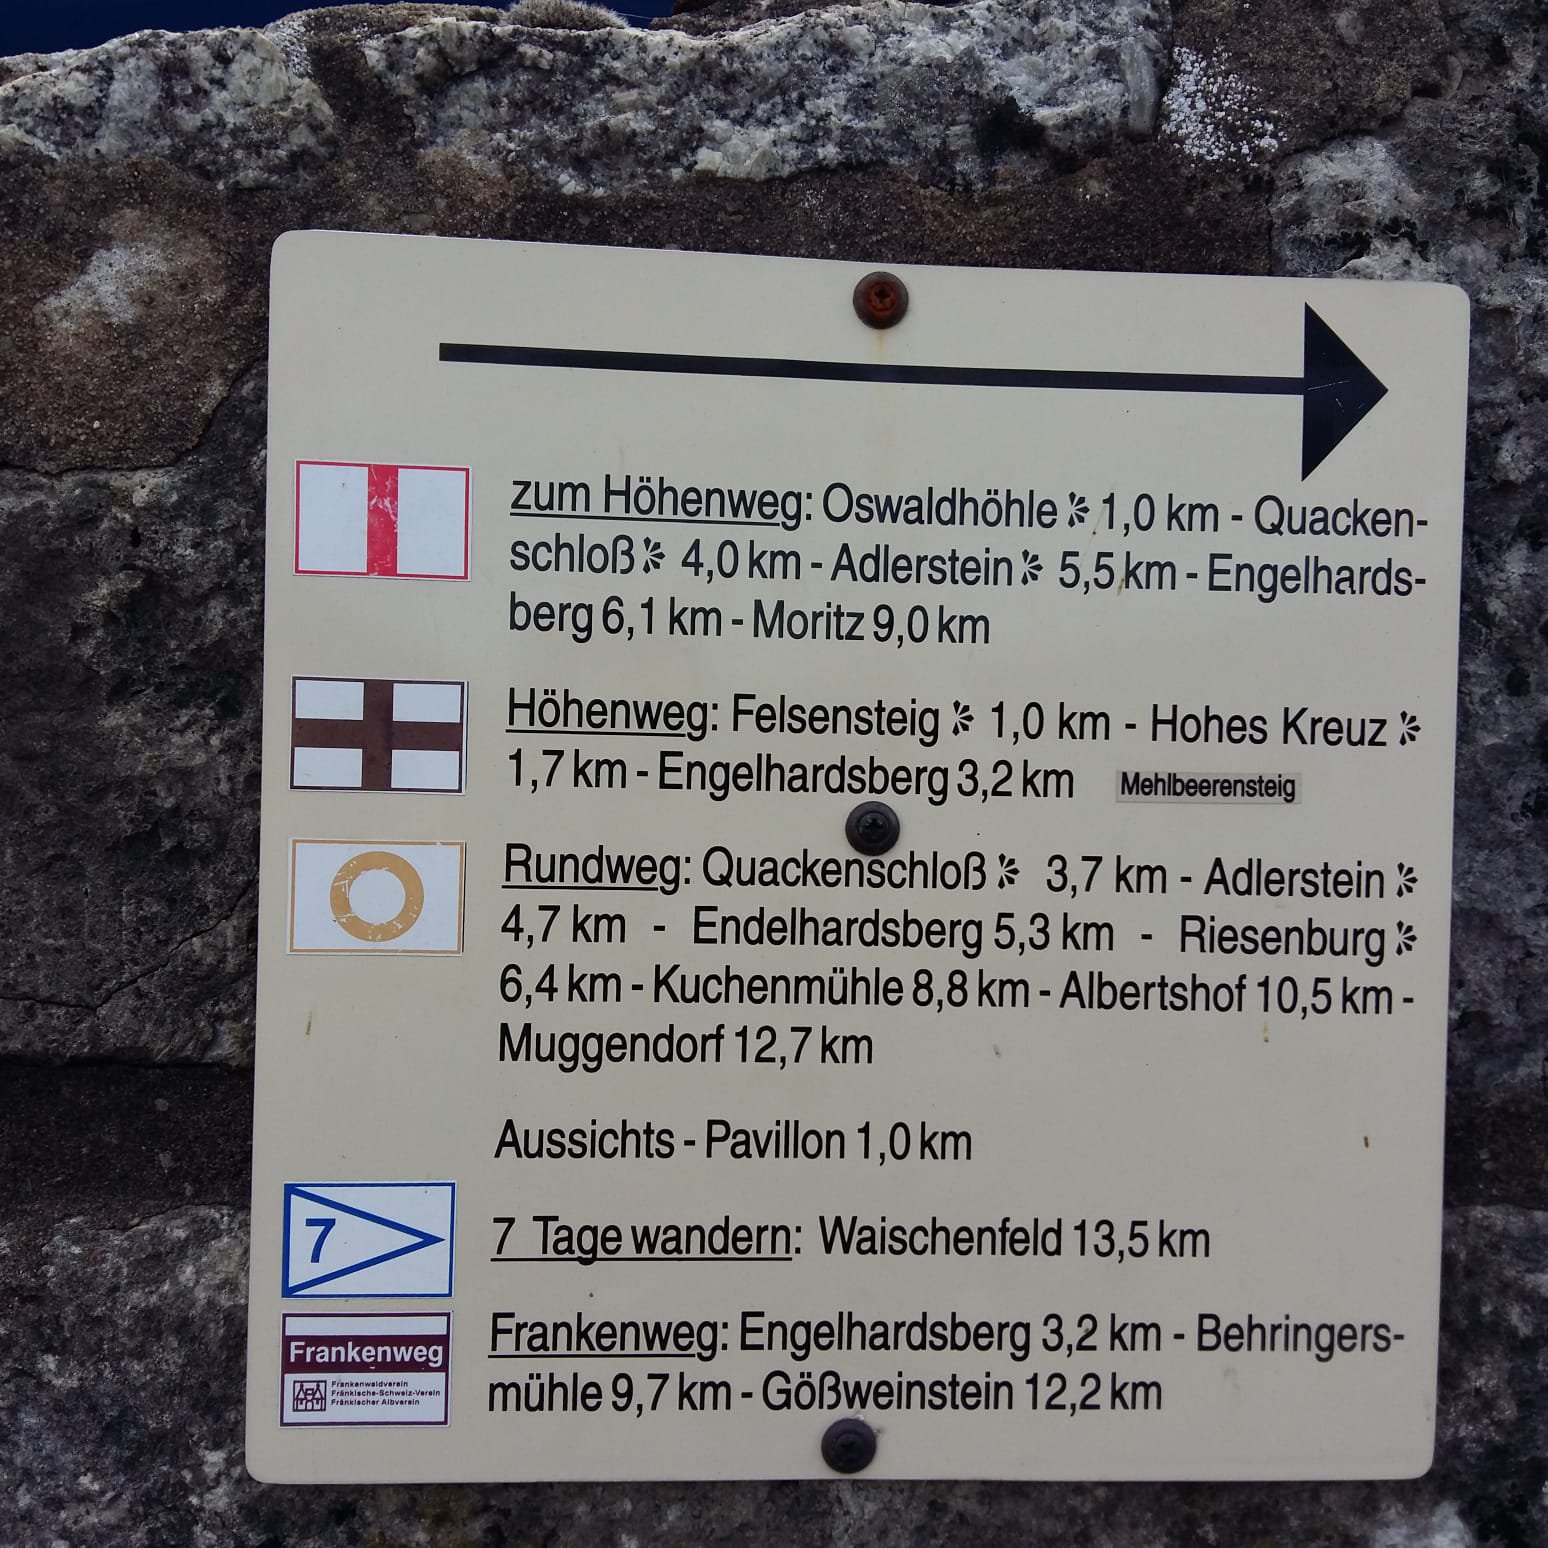 zum Höhenweg: Oswaldhöhle 1,0 km - Quacken-
schloß 4,0 km - Adlerstein 5,5 km - Engelhards-
berg 6,1 km - Moritz 9,0 km
Höhenweg: Felsensteig 1,0 km - Hohes Kreuz
1,7 km - Engelhardsberg 3,2 km Mehlbeerensteig
Rundweg: Quackenschloß 3,7 km - Adlerstein
4,7 km - Endelhardsberg 5,3 km - Riesenburg
6,4 km - Kuchenmühle 8,8 km - Albertshof 10,5 km -
Muggendorf 12,7 km
Aussichts - Pavillon 1,0 km
7
7 Tage wandern: Waischenfeld 13,5 km
Frankenweg
Frankenwaldverein
Fränkische-Schweiz-Verein
Fränkischer Albverein
Frankenweg: Engelhardsberg 3,2 km - Behringers-
mühle 9,7 km - Gößweinstein 12,2 km